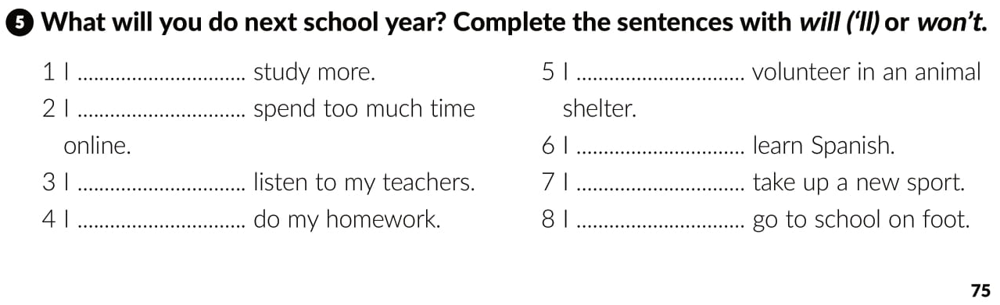 5 What will you do next school year? Complete the sentences with will (‘ll) or won’t.
1 I ............................... study more.
2 I ............................... spend too much time
online.
3 I ............................... listen to my teachers.
4 I ............................... do my homework.
5 I ............................... volunteer in an animal
shelter.
6 I ............................... learn Spanish.
7 I ............................... take up a new sport.
8 I ............................... go to school on foot.
75